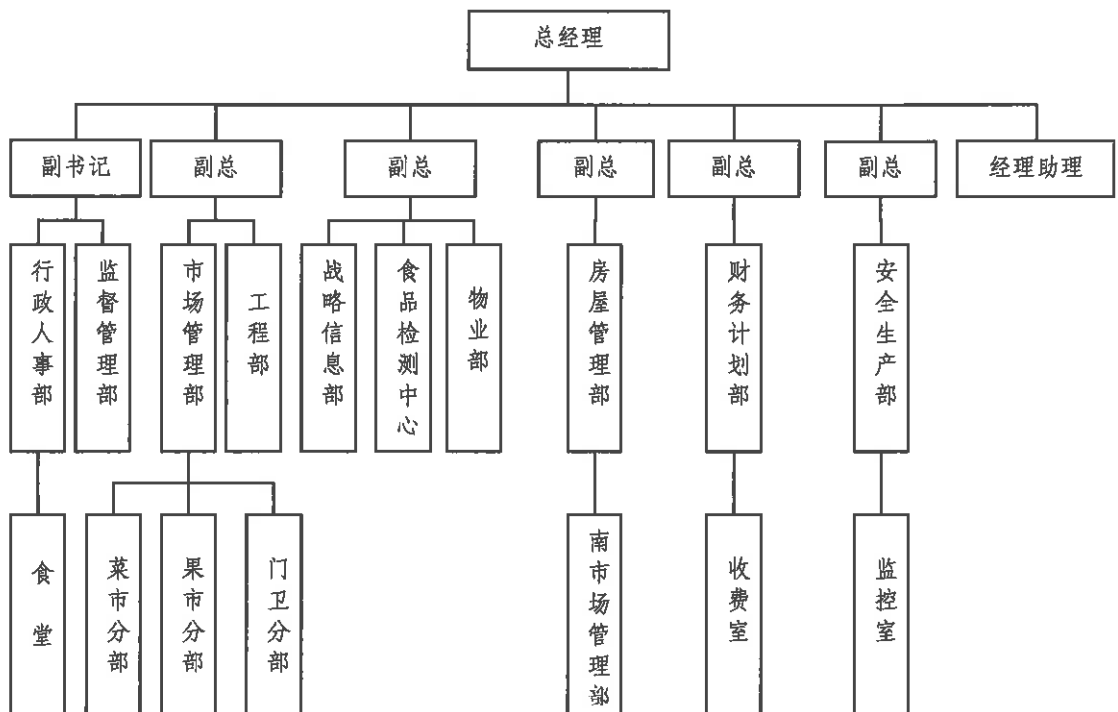 总经理
副书记
副总
副总
副总
副总
副总
经理助理
行政人事部
监督管理部
市场管理部
工程部
战略信息部
食品检测中心
物业部
房屋管理部
财务计划部
安全生产部
食堂
菜市分部
果市分部
门卫分部
南市场管理部
收费室
监控室